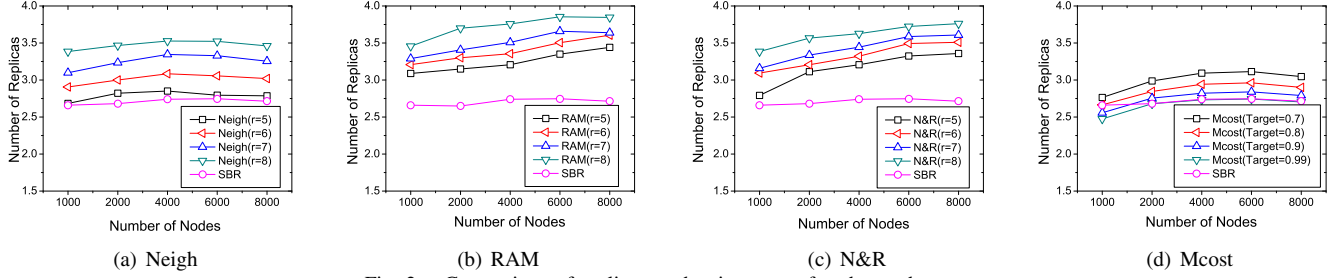 4.0
3.5
3.0
2.5
2.0
1.5
Number of Replicas
Neigh(r=5)
Neigh(r=6)
Neigh(r=7)
Neigh(r=8)
SBR
1000 2000 4000 6000 8000
Number of Nodes
(a) Neigh
4.0
3.5
3.0
2.5
2.0
1.5
Number of Replicas
RAM(r=5)
RAM(r=6)
RAM(r=7)
RAM(r=8)
SBR
1000 2000 4000 6000 8000
Number of Nodes
(b) RAM
4.0
3.5
3.0
2.5
2.0
1.5
Number of Replicas
N&R(r=5)
N&R(r=6)
N&R(r=7)
N&R(r=8)
SBR
1000 2000 4000 6000 8000
Number of Nodes
(c) N&R
4.0
3.5
3.0
2.5
2.0
1.5
Number of Replicas
Mcost(Target=0.7)
Mcost(Target=0.8)
Mcost(Target=0.9)
Mcost(Target=0.99)
SBR
1000 2000 4000 6000 8000
Number of Nodes
(d) Mcost
Fig. 2.